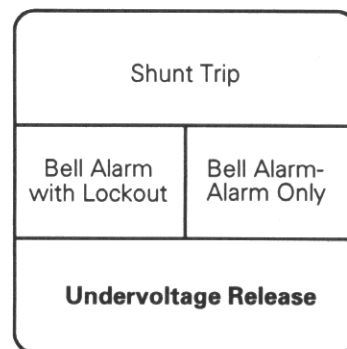 Shunt Trip
Bell Alarm
with Lockout
Bell Alarm-
Alarm Only
Undervoltage Release